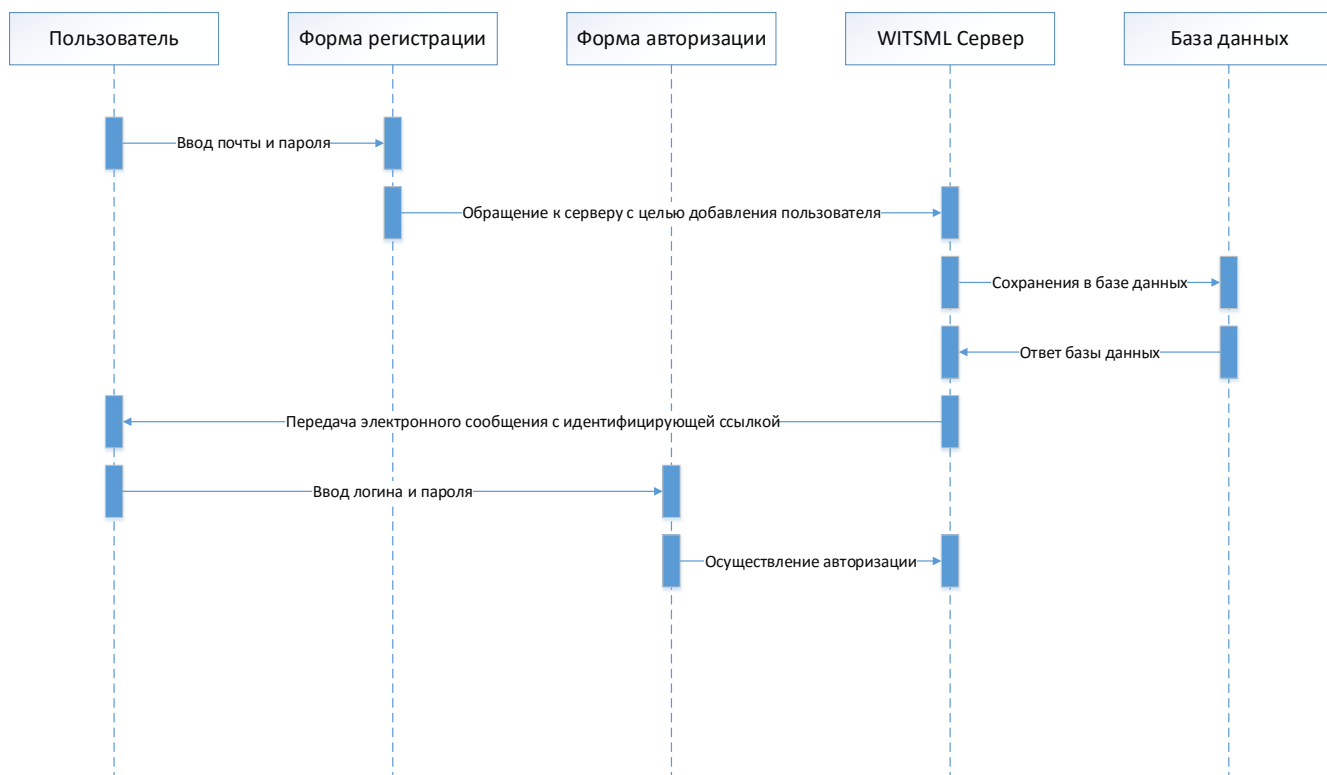 Пользователь
Форма регистрации
Форма авторизации
WITSML Сервер
База данных
Ввод почты и пароля
Обращение к серверу с целью добавления пользователя
Сохранения в базе данных
Ответ базы данных
Передача электронного сообщения с идентифицирующей ссылкой
Ввод логина и пароля
Осуществление авторизации